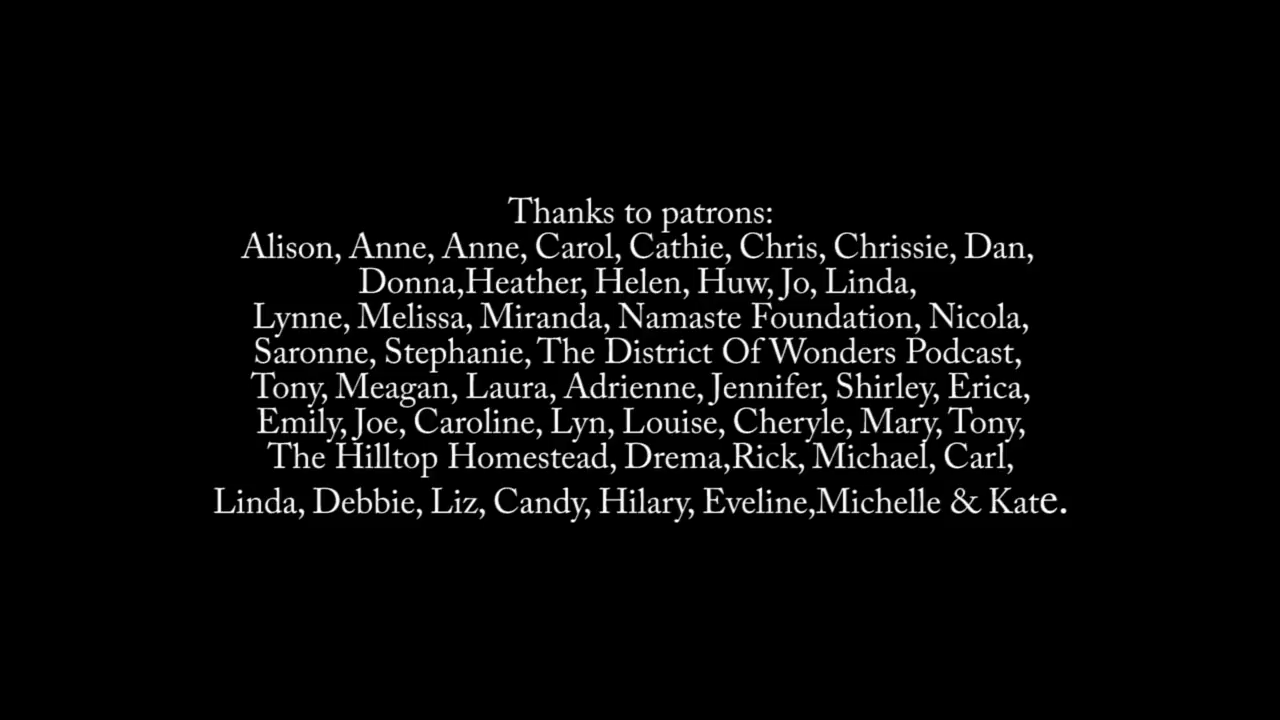 Thanks to patrons:
Alison, Anne, Anne, Carol, Cathie, Chris, Chrissie, Dan,
Donna,Heather, Helen, Huw, Jo, Linda,
Lynne, Melissa, Miranda, Namaste Foundation, Nicola,
Saronne, Stephanie, The District Of Wonders Podcast,
Tony, Meagan, Laura, Adrienne, Jennifer, Shirley, Erica,
Emily, Joe, Caroline, Lyn, Louise, Cheryle, Mary, Tony,
The Hilltop Homestead, Drema,Rick, Michael, Carl,
Linda, Debbie, Liz, Candy, Hilary, Eveline,Michelle & Kate.